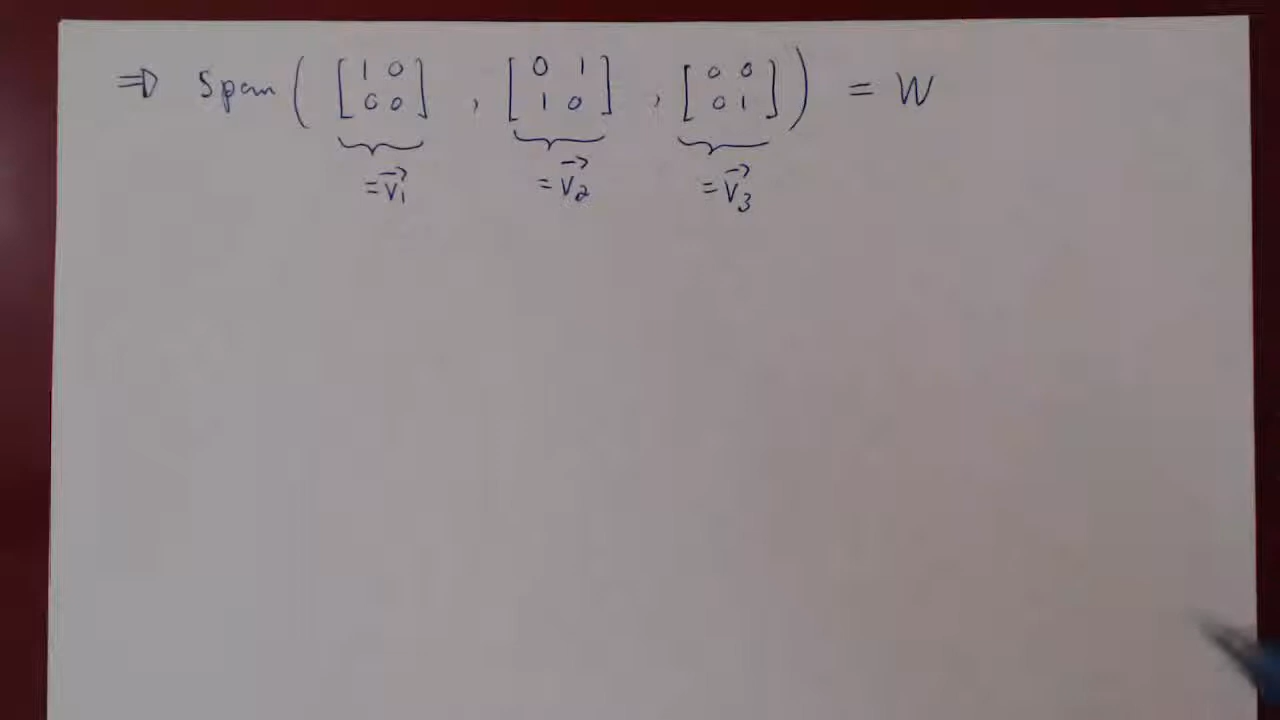 ⇒ Span ( [ 1 0 ; 0 0 ] , [ 0 1 ; 1 0 ] , [ 0 0 ; 0 1 ] ) = W
= v⃗₁ = v⃗₂ = v⃗₃